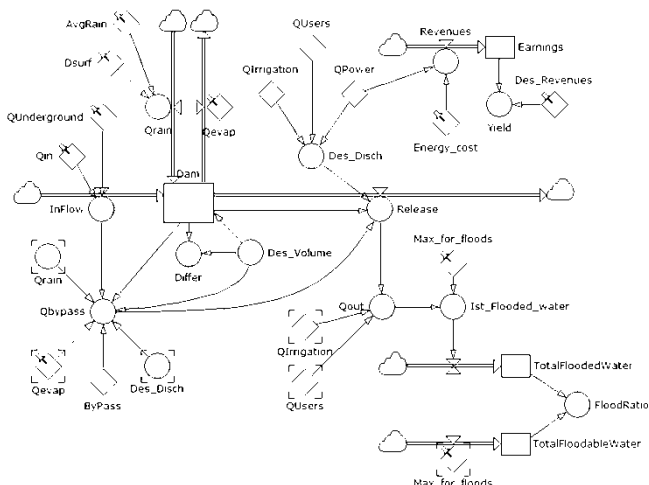 AvgRain
QUsers
Revenues
Earnings
Dsurf
QIrrigation
QPower
Des_Revenues
QUnderground
Qrain
Qevap
Energy_cost
Yield
Qin
Des_Disch
Dam
InFlow
Release
Qrain
Differ
Des_Volume
Max_for_floods
Qbypass
Qout
Ist_Flooded_water
QIrrigation
Qevap
ByPass
Des_Disch
QUsers
TotalFloodedWater
FloodRatio
TotalFloodableWater
Max_for_floods